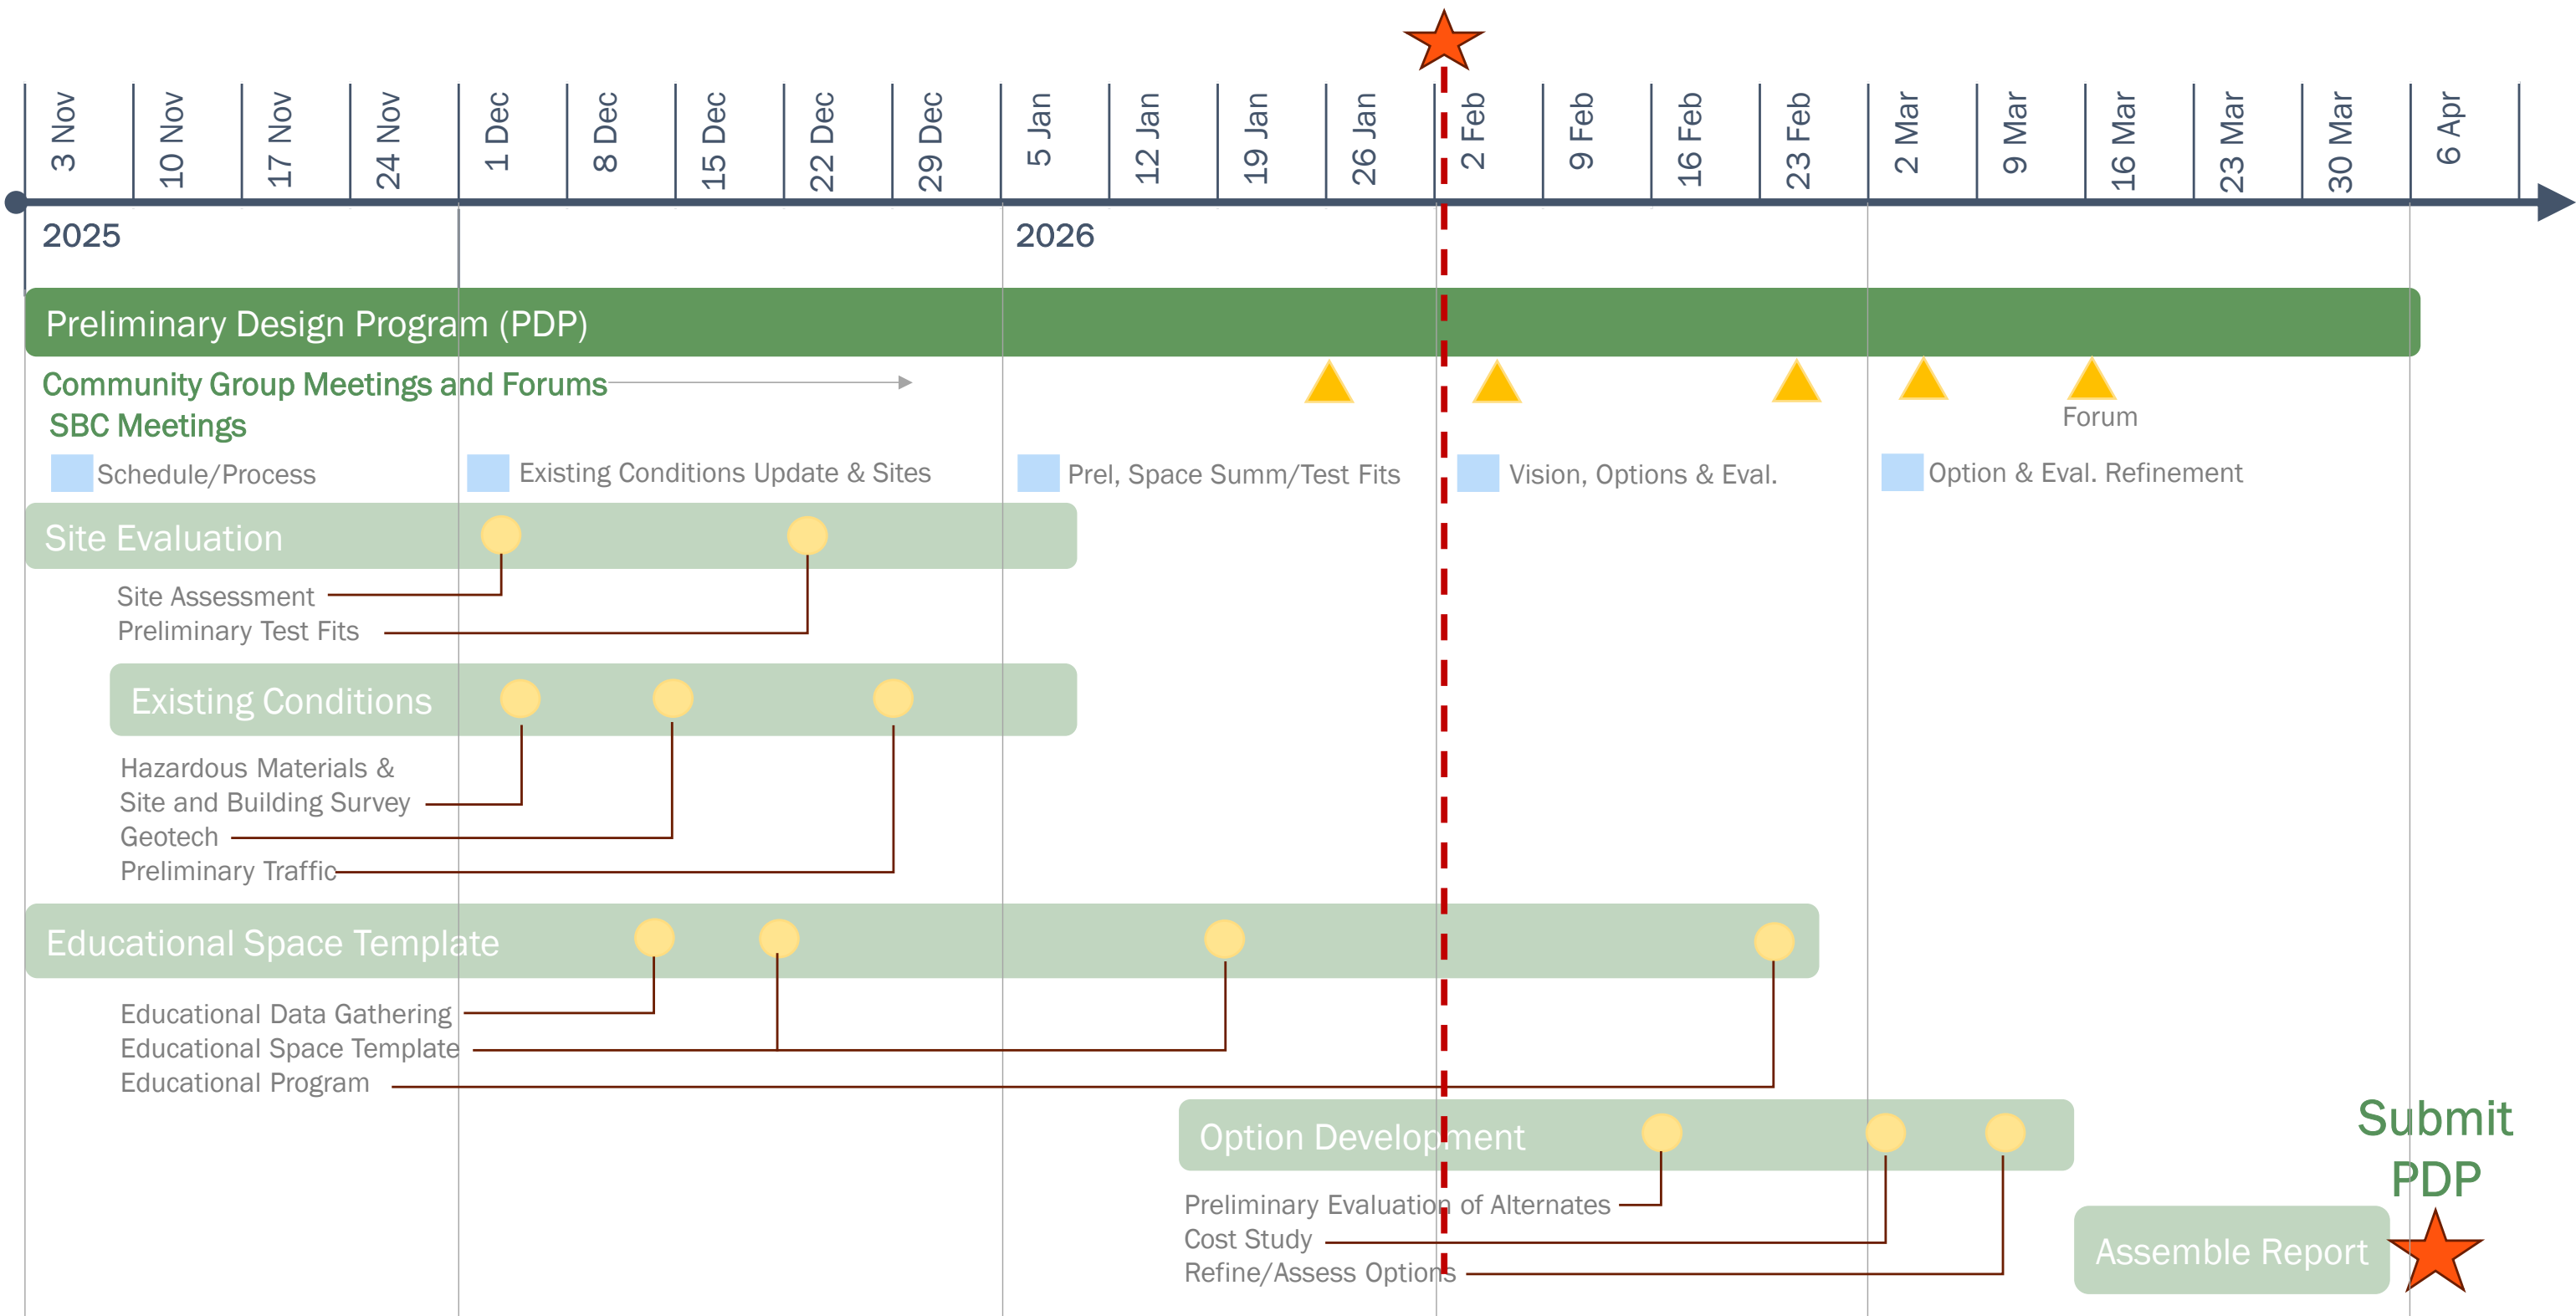 3 Nov
10 Nov
17 Nov
24 Nov
1 Dec
8 Dec
15 Dec
22 Dec
29 Dec
5 Jan
12 Jan
19 Jan
26 Jan
2 Feb
9 Feb
16 Feb
23 Feb
2 Mar
9 Mar
16 Mar
23 Mar
30 Mar
6 Apr
2025
2026
Preliminary Design Program (PDP)
Community Group Meetings and Forums
Forum
SBC Meetings
Schedule/Process
Existing Conditions Update & Sites
Prel, Space Summ/Test Fits
Vision, Options & Eval.
Option & Eval. Refinement
Site Evaluation
Site Assessment
Preliminary Test Fits
Existing Conditions
Hazardous Materials &
Site and Building Survey
Geotech
Preliminary Traffic
Educational Space Template
Educational Data Gathering
Educational Space Template
Educational Program
Option Development
Preliminary Evaluation of Alternates
Cost Study
Refine/Assess Options
Submit
PDP
Assemble Report